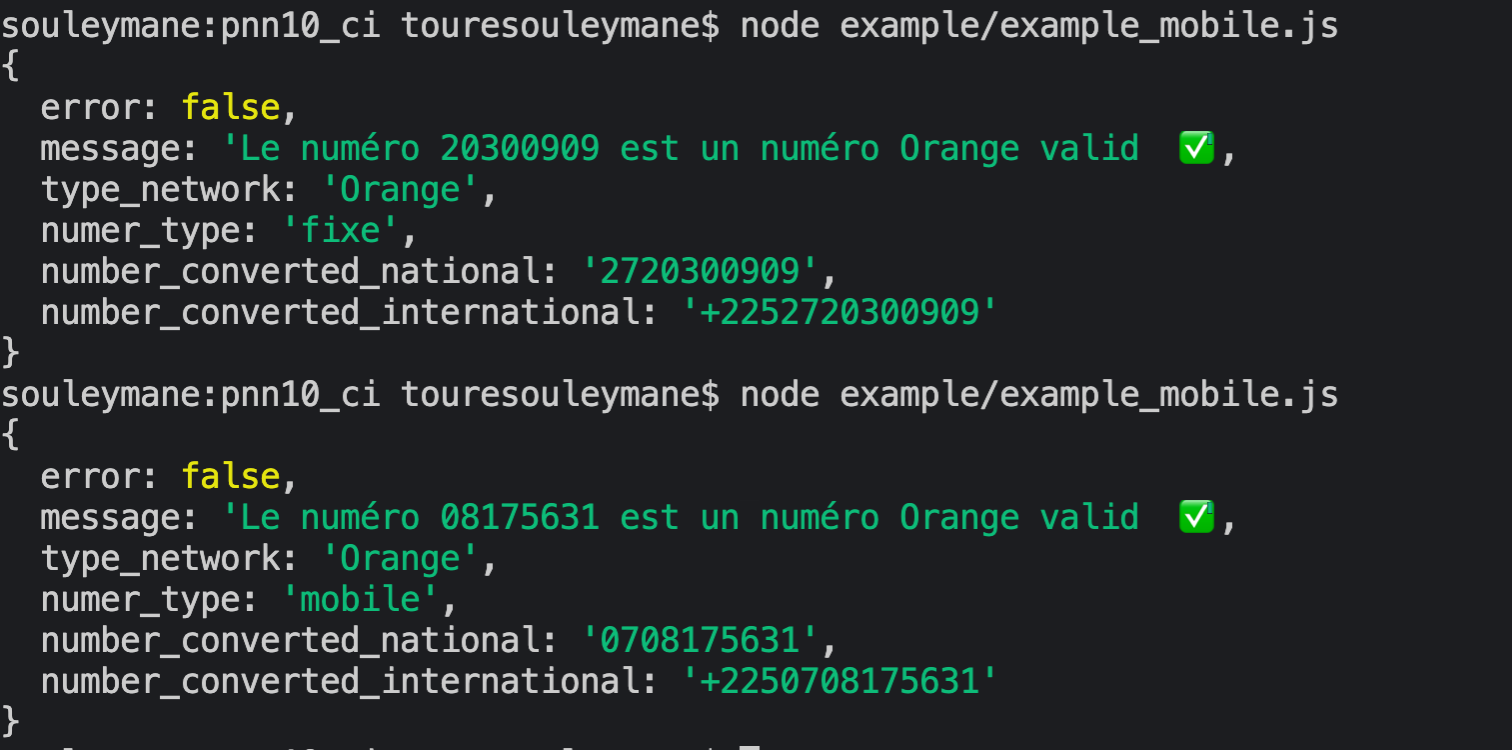 souleymane:pnn10_ci touresouleymane$ node example/example_mobile.js
{
  error: false,
  message: 'Le numéro 20300909 est un numéro Orange valid  ✅,
  type_network: 'Orange',
  numer_type: 'fixe',
  number_converted_national: '2720300909',
  number_converted_international: '+2252720300909'
}
souleymane:pnn10_ci touresouleymane$ node example/example_mobile.js
{
  error: false,
  message: 'Le numéro 08175631 est un numéro Orange valid  ✅,
  type_network: 'Orange',
  numer_type: 'mobile',
  number_converted_national: '0708175631',
  number_converted_international: '+2250708175631'
}